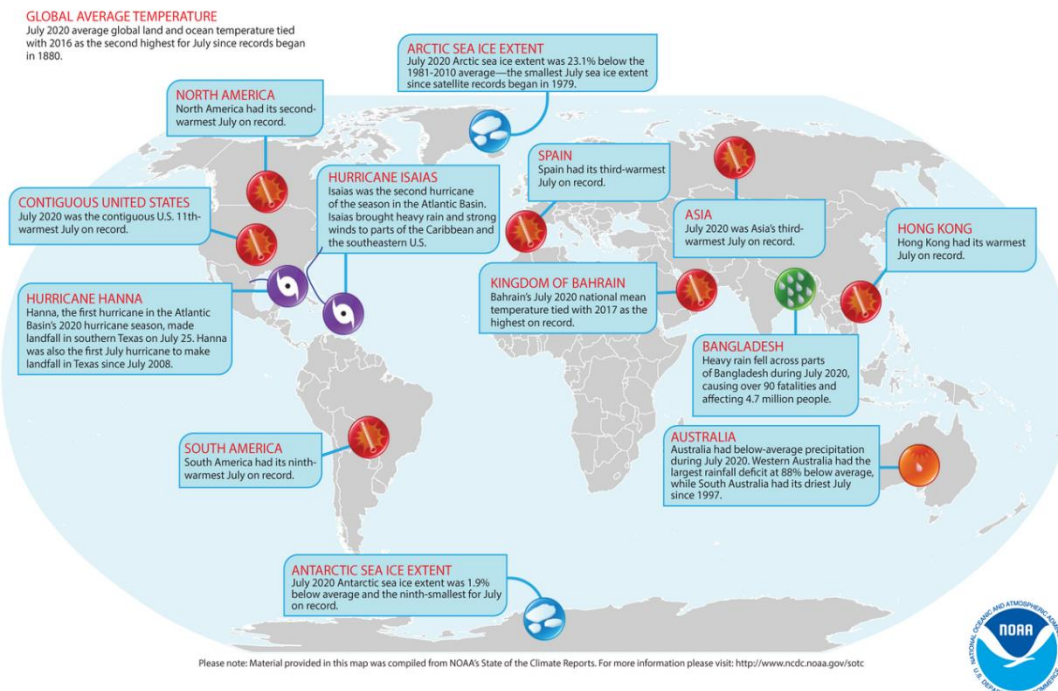 GLOBAL AVERAGE TEMPERATURE
July 2020 average global land and ocean temperature tied
with 2016 as the second highest for July since records began
in 1880.
ARCTIC SEA ICE EXTENT
July 2020 Arctic sea ice extent was 23.1% below the
1981-2010 average—the smallest July sea ice extent
since satellite records began in 1979.
NORTH AMERICA
North America had its second-
warmest July on record.
HURRICANE ISAIAS
Isaias was the second hurricane
of the season in the Atlantic Basin.
Isaias brought heavy rain and strong
winds to parts of the Caribbean and
the southeastern U.S.
SPAIN
Spain had its third-warmest
July on record.
CONTIGUOUS UNITED STATES
July 2020 was the contiguous U.S. 11th-
warmest July on record.
ASIA
July 2020 was Asia's third-
warmest July on record.
HONG KONG
Hong Kong had its warmest
July on record.
HURRICANE HANNA
Hanna, the first hurricane in the Atlantic
Basin's 2020 hurricane season, made
landfall in southern Texas on July 25. Hanna
was also the first July hurricane to make
landfall in Texas since July 2008.
KINGDOM OF BAHRAIN
Bahrain's July 2020 national mean
temperature tied with 2017 as the
highest on record.
BANGLADESH
Heavy rain fell across parts
of Bangladesh during July 2020,
causing over 90 fatalities and
affecting 4.7 million people.
SOUTH AMERICA
South America had its ninth-
warmest July on record.
AUSTRALIA
Australia had below-average precipitation
during July 2020. Western Australia had the
largest rainfall deficit at 88% below average,
while South Australia had its driest July
since 1997.
ANTARCTIC SEA ICE EXTENT
July 2020 Antarctic sea ice extent was 1.9%
below average and the ninth-smallest for July
on record.
Please note: Material provided in this map was compiled from NOAA's State of the Climate Reports. For more information please visit: http://www.ncdc.noaa.gov/sotc
NATIONAL OCEANIC AND ATMOSPHERIC
NOAA